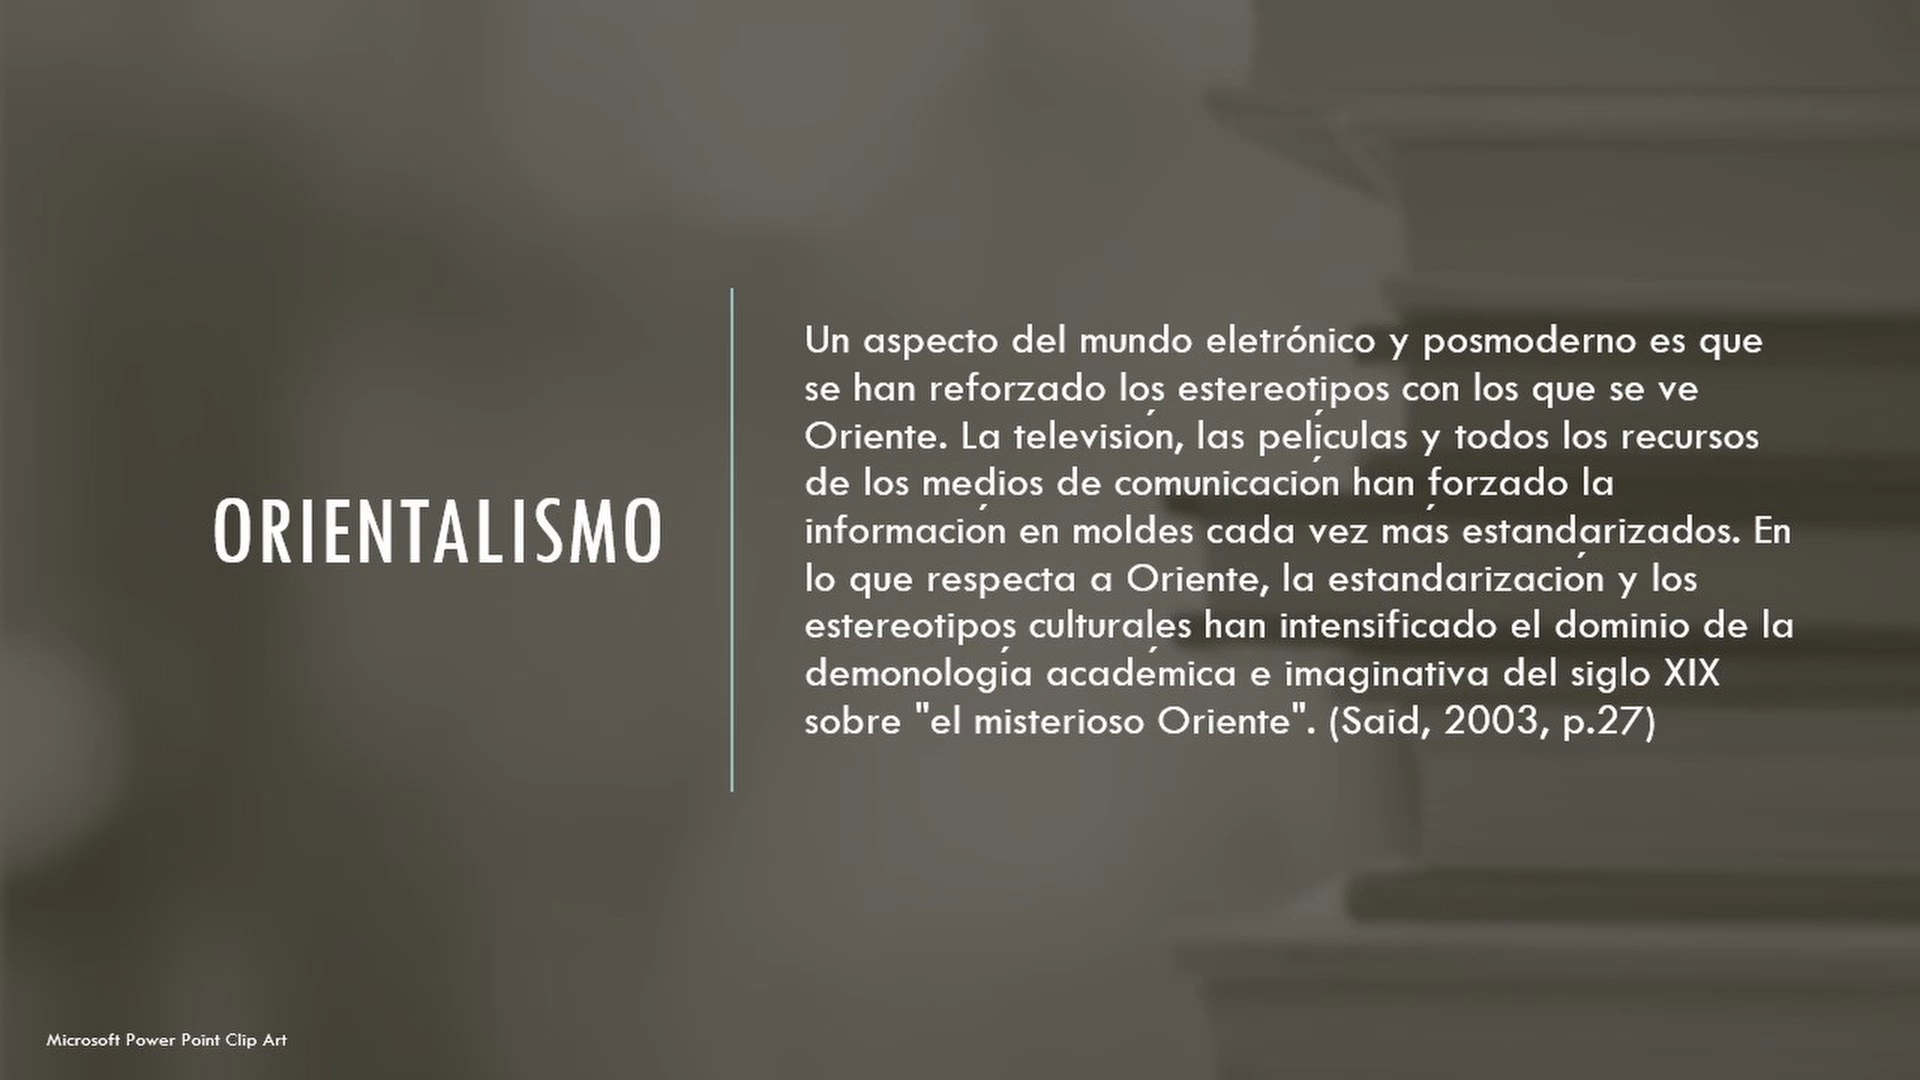 ORIENTALISMO
Un aspecto del mundo eletrónico y posmoderno es que
se han reforzado los estereotipos con los que se ve
Oriente. La televisión, las películas y todos los recursos
de los medios de comunicación han forzado la
información en moldes cada vez más estandarizados. En
lo que respecta a Oriente, la estandarización y los
estereotipos culturales han intensificado el dominio de la
demonología académica e imaginativa del siglo XIX
sobre "el misterioso Oriente". (Said, 2003, p.27)
Microsoft Power Point Clip Art